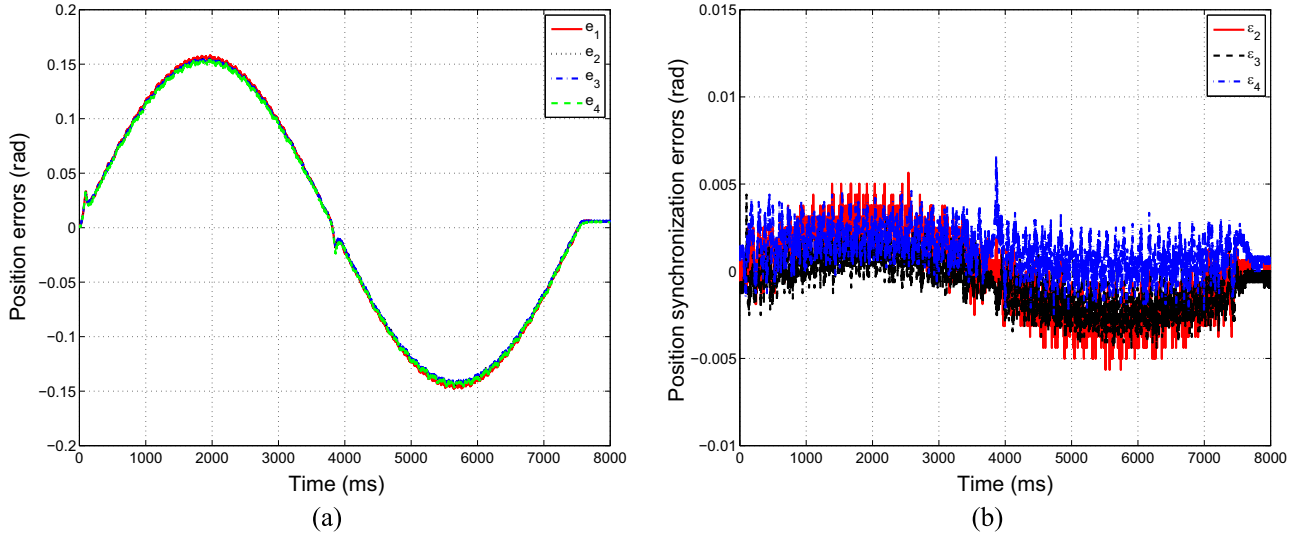 0.2
0.15
0.1
0.05
0
−0.05
−0.1
−0.15
−0.2
0 1000 2000 3000 4000 5000 6000 7000 8000
Position errors (rad)
Time (ms)
e1
e2
e3
e4
(a)
0.015
0.01
0.005
0
−0.005
−0.01
0 1000 2000 3000 4000 5000 6000 7000 8000
Position synchronization errors (rad)
Time (ms)
ε2
ε3
ε4
(b)